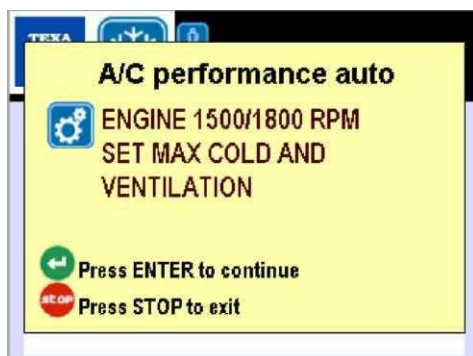 TEXA
A/C performance auto
ENGINE 1500/1800 RPM
SET MAX COLD AND
VENTILATION
Press ENTER to continue
stop Press STOP to exit